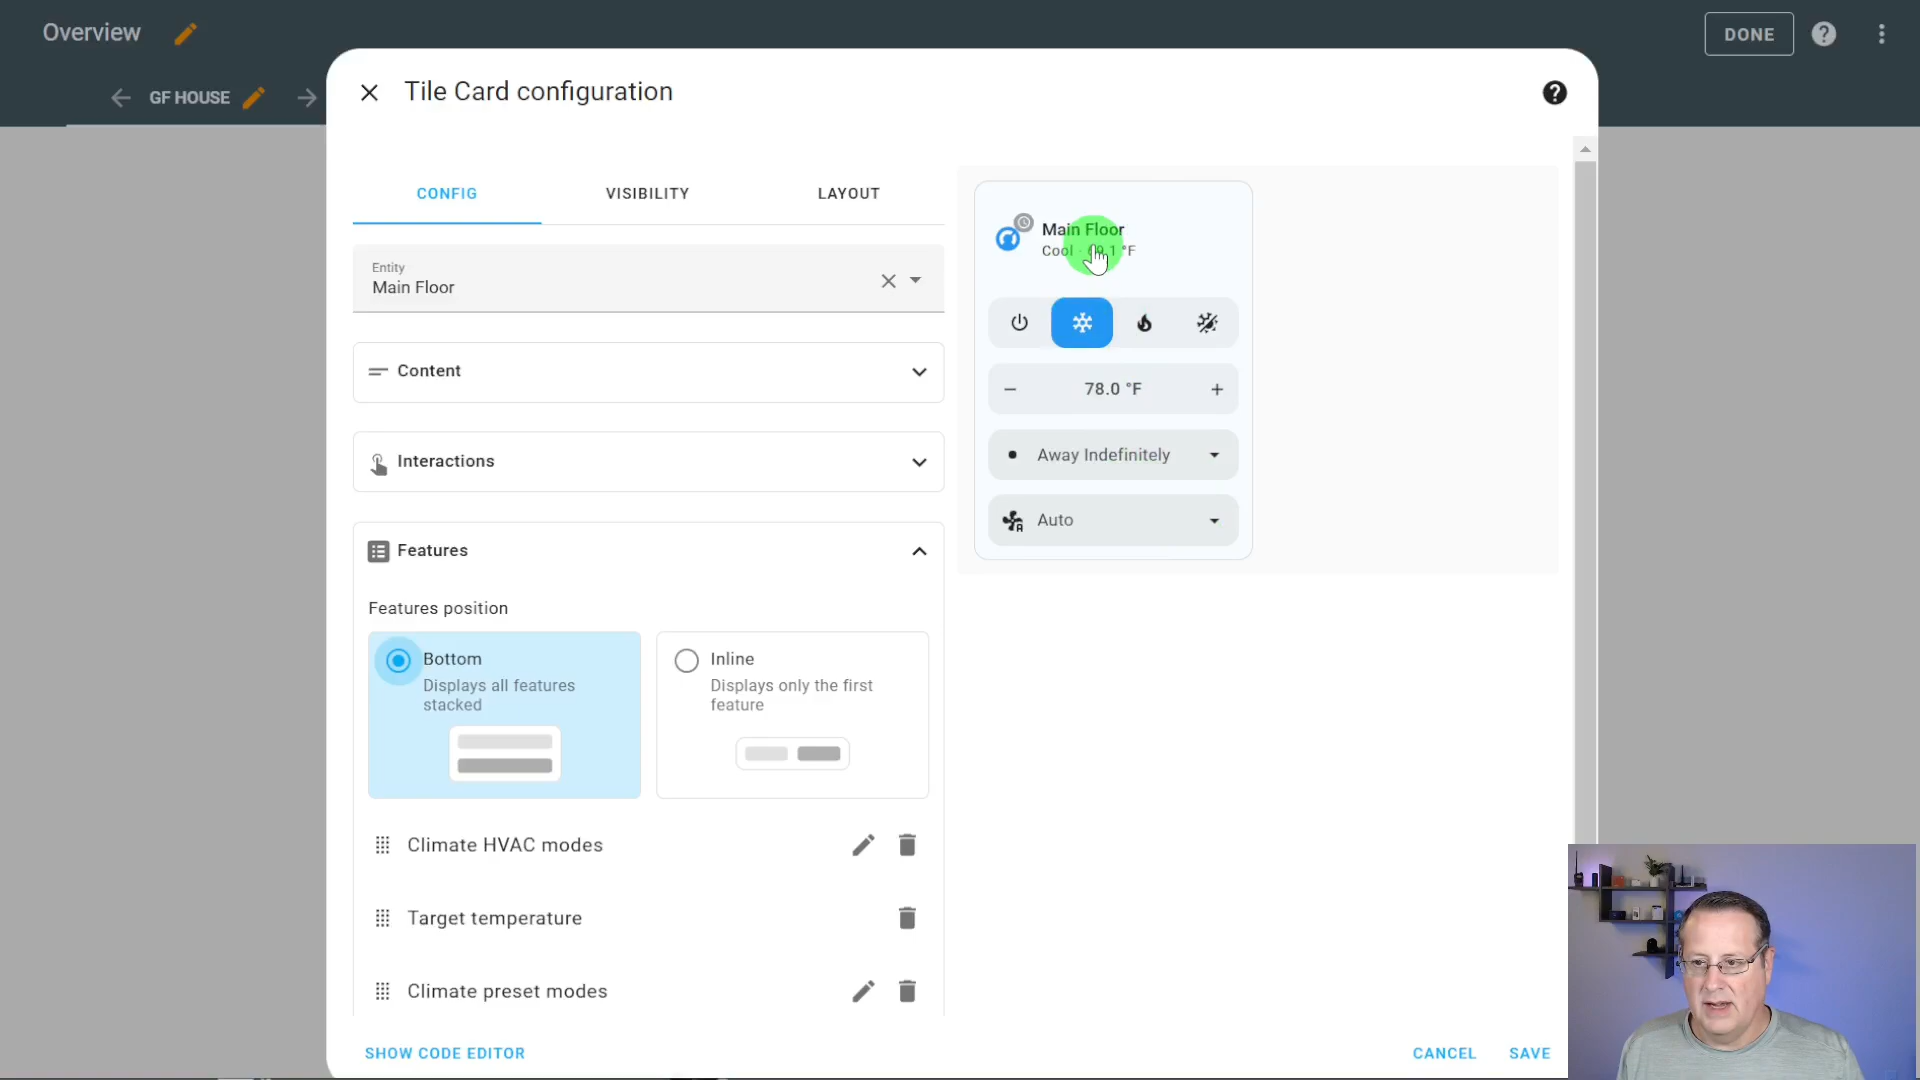 Overview
DONE
GF HOUSE
Tile Card configuration
CONFIG
VISIBILITY
LAYOUT
Entity
Main Floor
Content
Interactions
Features
Features position
Bottom
Displays all features
stacked
Inline
Displays only the first
feature
Climate HVAC modes
Target temperature
Climate preset modes
SHOW CODE EDITOR
CANCEL
SAVE
Main Floor
Cool · °F
78.0 °F
Away Indefinitely
Auto